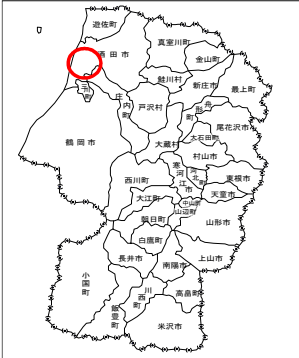 遊佐町
真室川町
酒田市
金山町
鮭川村
新庄市
最上町
庄内町
戸沢村
舟形町
三川町
尾花沢市
大石田町
鶴岡市
大蔵村
村山市
寒河江市
河北町
東根市
西川町
天童市
大江町
中山町
山辺町
山形市
朝日町
白鷹町
上山市
長井市
南陽市
小国町
高畠町
川西町
飯豊町
米沢市